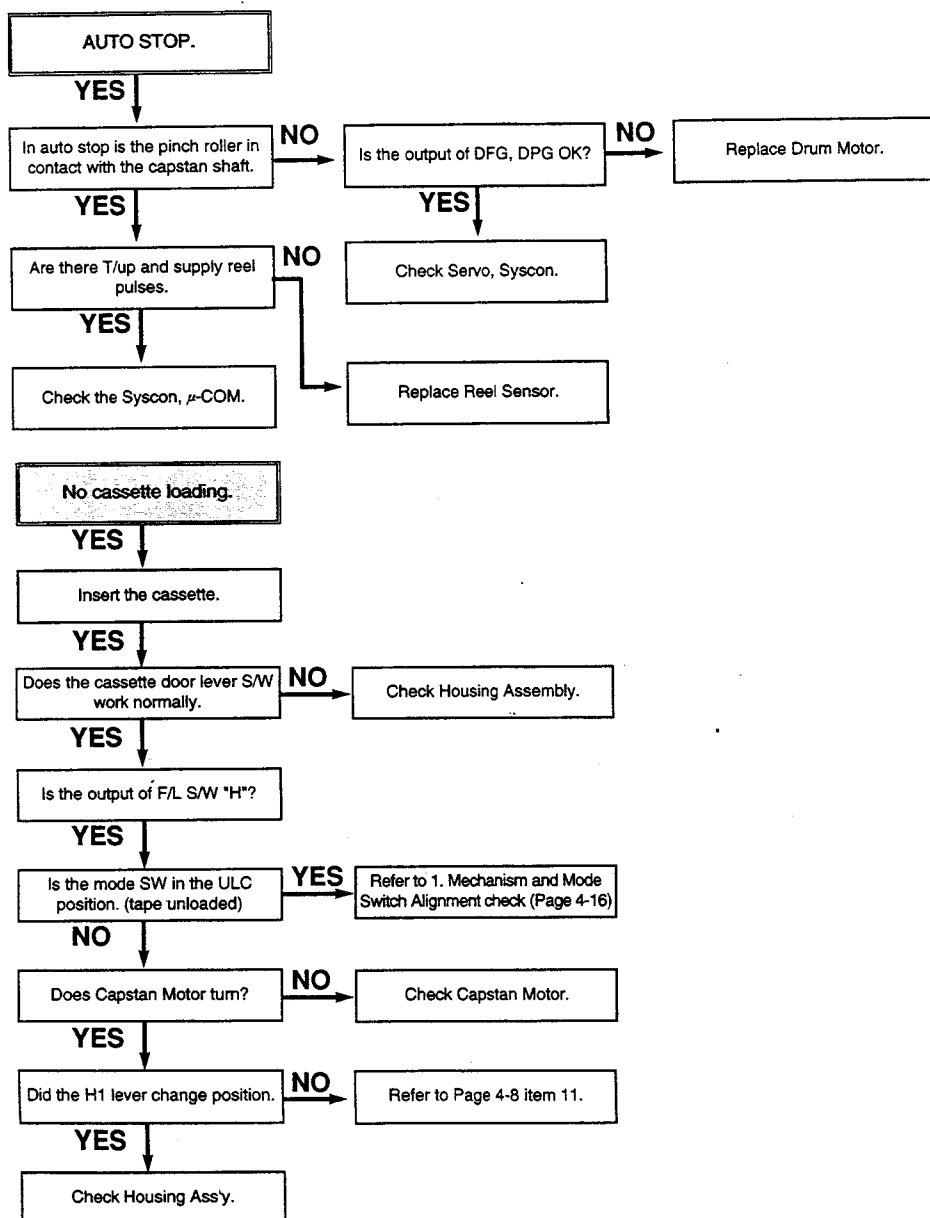 AUTO STOP.
YES
In auto stop is the pinch roller in
contact with the capstan shaft.
NO
Is the output of DFG, DPG OK?
NO
Replace Drum Motor.
YES
YES
Are there T/up and supply reel
pulses.
NO
Check Servo, Syscon.
YES
Check the Syscon, μ-COM.
Replace Reel Sensor.
No cassette loading.
YES
Insert the cassette.
YES
Does the cassette door lever S/W
work normally.
NO
Check Housing Assembly.
YES
Is the output of F/L S/W "H"?
YES
Is the mode SW in the ULC
position. (tape unloaded)
YES
Refer to 1. Mechanism and Mode
Switch Alignment check (Page 4-16)
NO
Does Capstan Motor turn?
NO
Check Capstan Motor.
YES
Did the H1 lever change position.
NO
Refer to Page 4-8 item 11.
YES
Check Housing Ass'y.